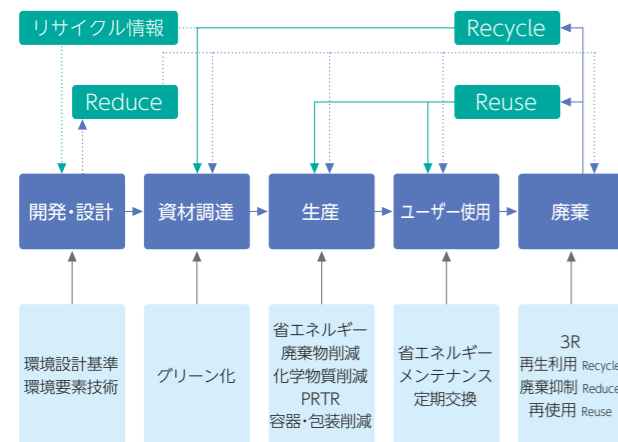 リサイクル情報
Recycle
Reduce
Reuse
開発・設計
資材調達
生産
ユーザー使用
廃棄
環境設計基準
環境要素技術
グリーン化
省エネルギー
廃棄物削減
化学物質削減
PRTR
容器・包装削減
省エネルギー
メンテナンス
定期交換
3R
再生利用 Recycle
廃棄抑制 Reduce
再使用 Reuse